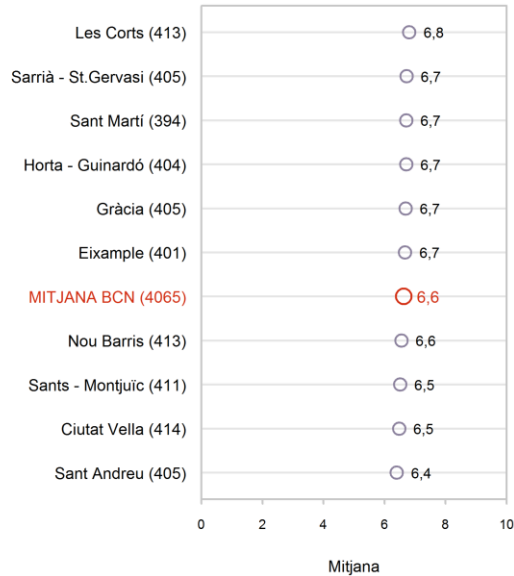 Les Corts (413) 6,8
Sarrià - St.Gervasi (405) 6,7
Sant Martí (394) 6,7
Horta - Guinardó (404) 6,7
Gràcia (405) 6,7
Eixample (401) 6,7
MITJANA BCN (4065) 6,6
Nou Barris (413) 6,6
Sants - Montjuïc (411) 6,5
Ciutat Vella (414) 6,5
Sant Andreu (405) 6,4
0 2 4 6 8 10
Mitjana